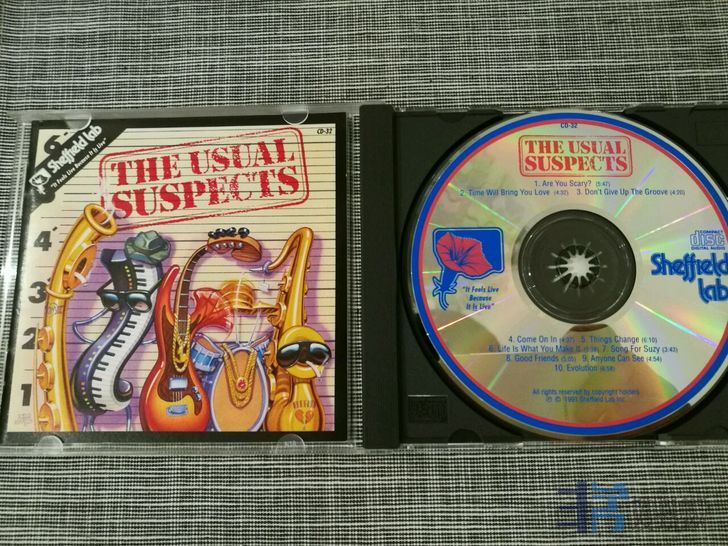 Sheffield lab
"It Feels Live Because It Is Live"
CD-32
THE USUAL
SUSPECTS
4'
3
2
1
CD-32
THE USUAL
SUSPECTS
1. Are You Scary? (5:47)
2. Time Will Bring You Love (4:32) 3. Don't Give Up The Groove (4:20)
COMPACT
disc
DIGITAL AUDIO
Sheffield
lab
"It Feels Live
Because
It Is Live"
4. Come On In (4:37) 5. Things Change (6:10)
6. Life Is What You Make It 7. Song For Suzy (3:43)
8. Good Friends (5:05) 9. Anyone Can See (4:54)
10. Evolution (6:58)
All rights reserved by copyright holders
℗ © 1991 Sheffield Lab Inc.